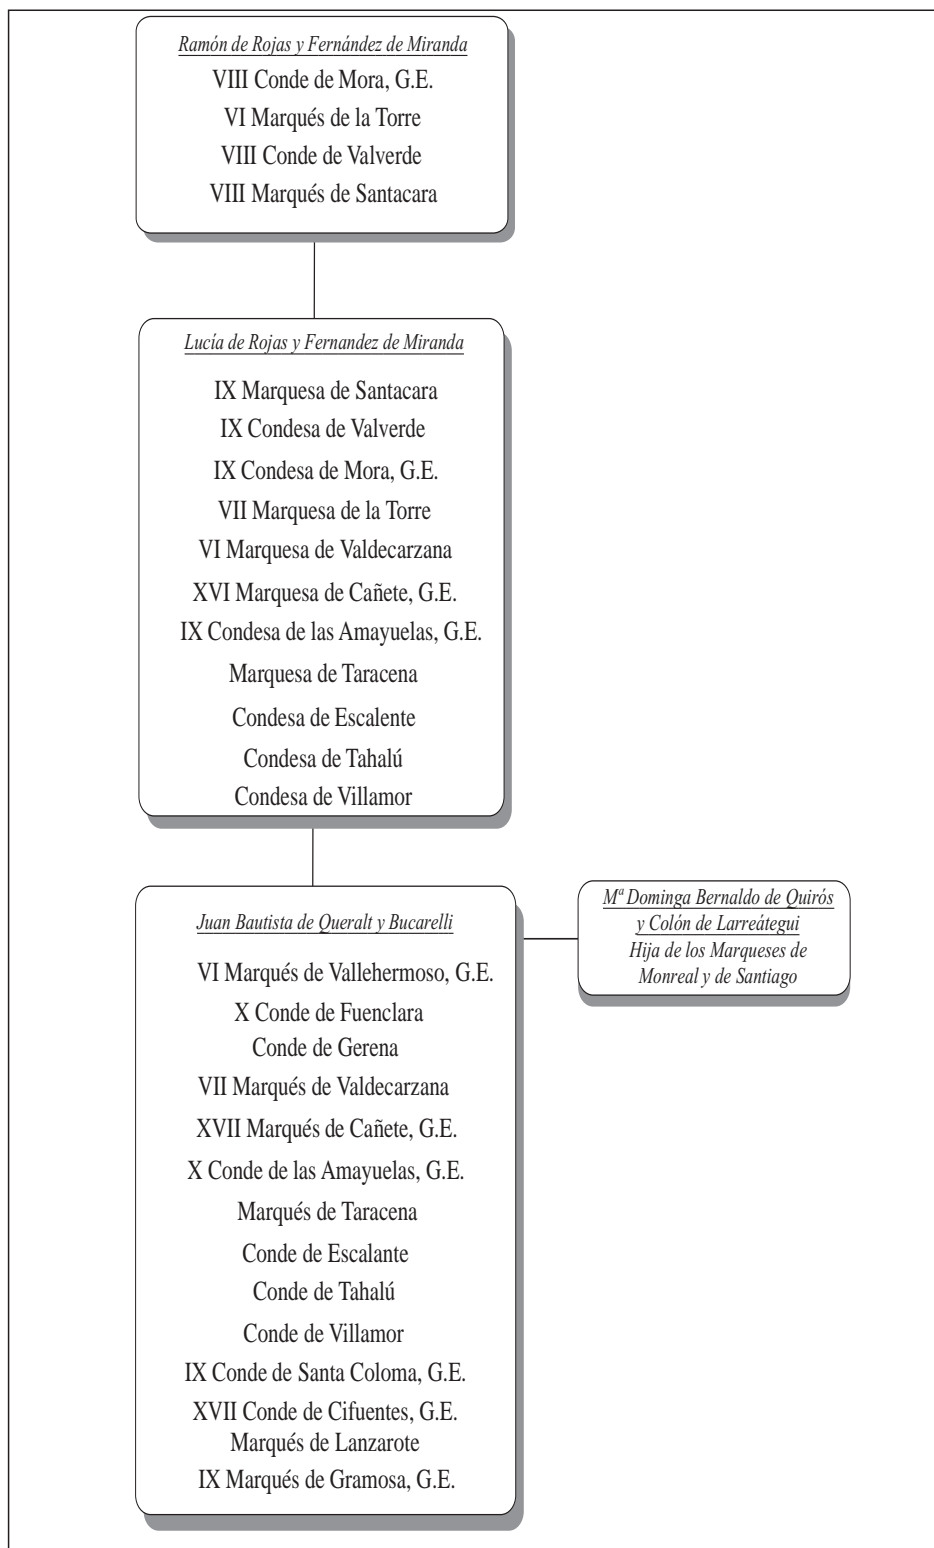 Ramón de Rojas y Fernández de Miranda
VIII Conde de Mora, G.E.
VI Marqués de la Torre
VIII Conde de Valverde
VIII Marqués de Santacara
Lucía de Rojas y Fernandez de Miranda
IX Marquesa de Santacara
IX Condesa de Valverde
IX Condesa de Mora, G.E.
VII Marquesa de la Torre
VI Marquesa de Valdecarzana
XVI Marquesa de Cañete, G.E.
IX Condesa de las Amayuelas, G.E.
Marquesa de Taracena
Condesa de Escalente
Condesa de Tahalú
Condesa de Villamor
Juan Bautista de Queralt y Bucarelli
VI Marqués de Vallehermoso, G.E.
X Conde de Fuenclara
Conde de Gerena
VII Marqués de Valdecarzana
XVII Marqués de Cañete, G.E.
X Conde de las Amayuelas, G.E.
Marqués de Taracena
Conde de Escalante
Conde de Tahalú
Conde de Villamor
IX Conde de Santa Coloma, G.E.
XVII Conde de Cifuentes, G.E.
Marqués de Lanzarote
IX Marqués de Gramosa, G.E.
Mª Dominga Bernaldo de Quirós
y Colón de Larreátegui
Hija de los Marqueses de
Monreal y de Santiago